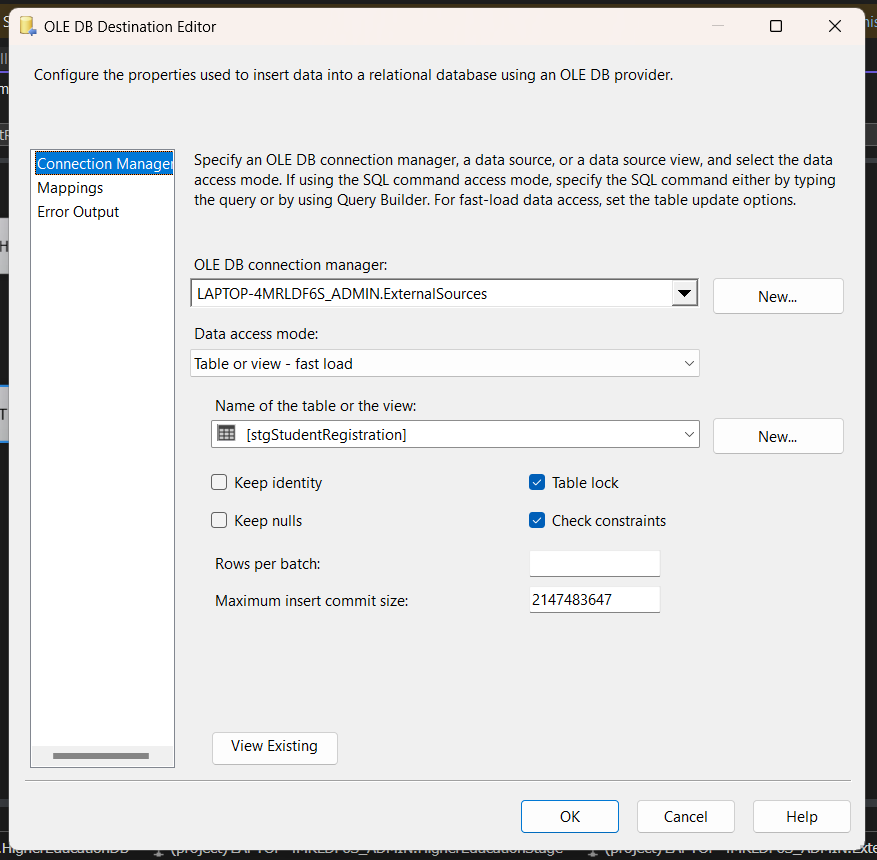 OLE DB Destination Editor
Configure the properties used to insert data into a relational database using an OLE DB provider.
Connection Manager
Mappings
Error Output
Specify an OLE DB connection manager, a data source, or a data source view, and select the data
access mode. If using the SQL command access mode, specify the SQL command either by typing
the query or by using Query Builder. For fast-load data access, set the table update options.
OLE DB connection manager:
LAPTOP-4MRLDF6S_ADMIN.ExternalSources
New...
Data access mode:
Table or view - fast load
Name of the table or the view:
[stgStudentRegistration]
New...
Keep identity
Table lock
Keep nulls
Check constraints
Rows per batch:
Maximum insert commit size:
2147483647
View Existing
OK
Cancel
Help